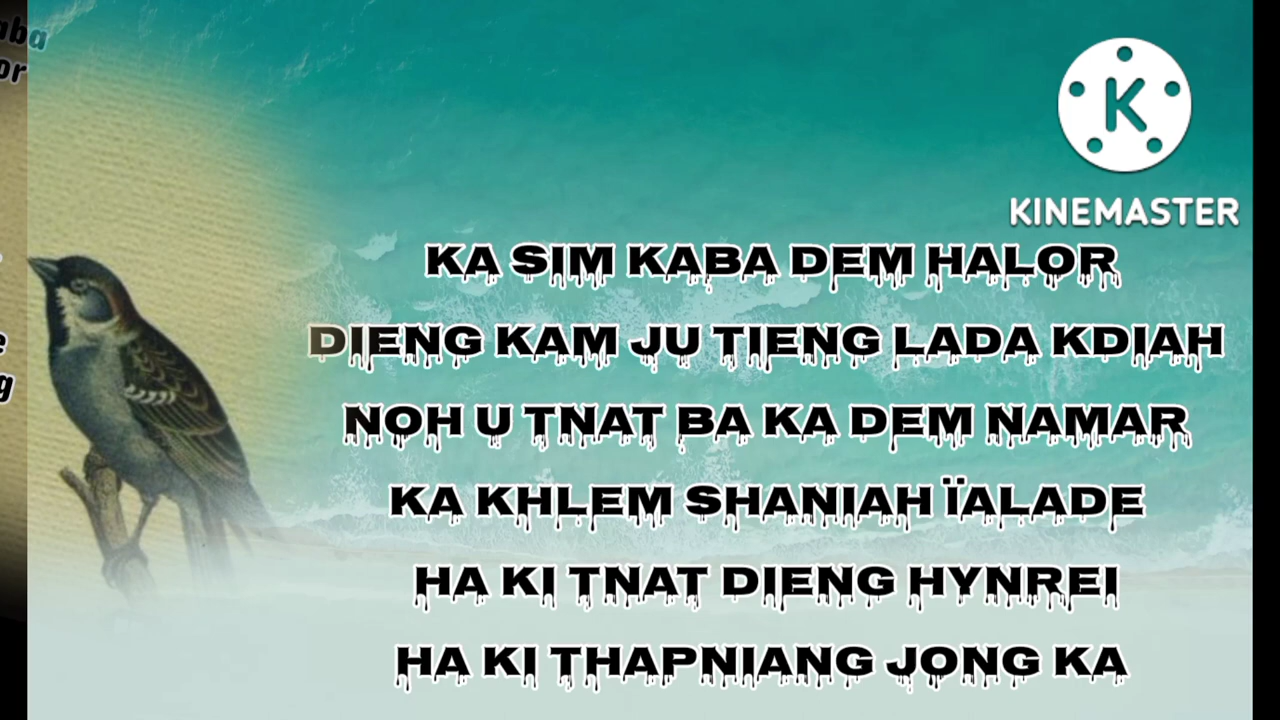 KINEMASTER
KA SIM KABA DEM HALOR
DIENG KAM JU TIENG LADA KDIAH
NOH U TNAT BA KA DEM NAMAR
KA KHLEM SHANIAH ÏALADE
HA KI TNAT DIENG HYNREI
HA KI THAPNIANG JONG KA